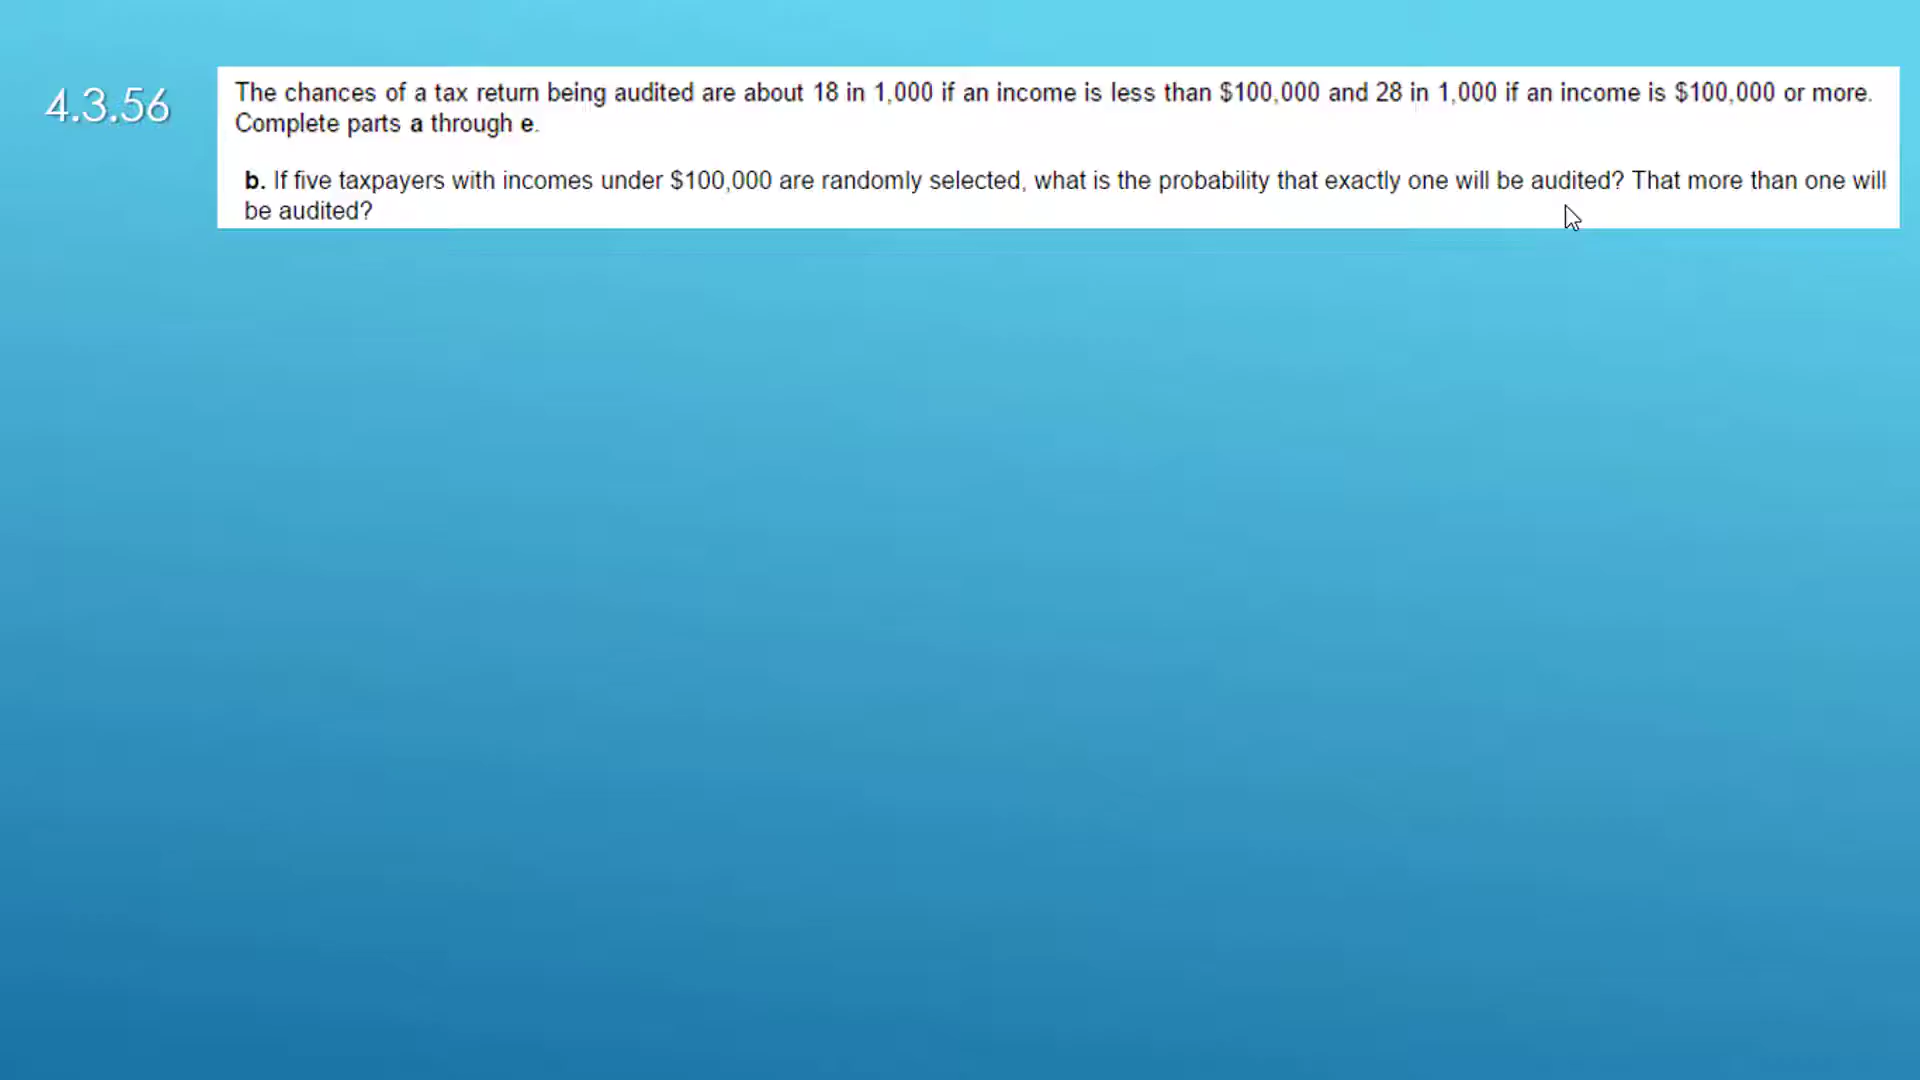 4.3.56
The chances of a tax return being audited are about 18 in 1,000 if an income is less than $100,000 and 28 in 1,000 if an income is $100,000 or more.
Complete parts a through e.
b. If five taxpayers with incomes under $100,000 are randomly selected, what is the probability that exactly one will be audited? That more than one will
be audited?